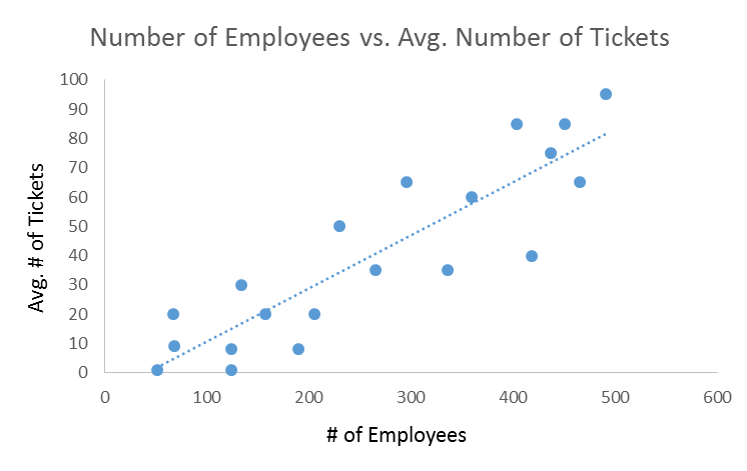 Number of Employees vs. Avg. Number of Tickets
100
90
80
70
60
50
40
30
20
10
0
Avg. # of Tickets
0 100 200 300 400 500 600
# of Employees